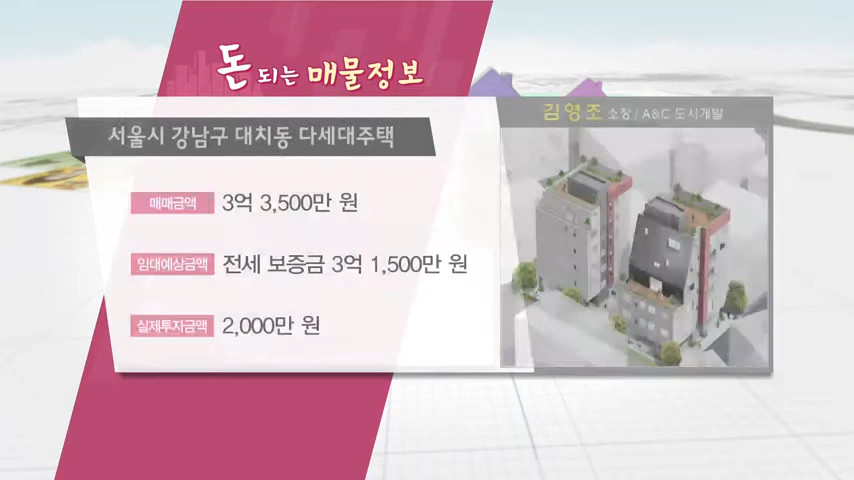 돈 되는 매물정보
김영조 소장 / A&C 도시개발
서울시 강남구 대치동 다세대주택
매매금액 3억 3,500만 원
임대예상금액 전세 보증금 3억 1,500만 원
실제투자금액 2,000만 원